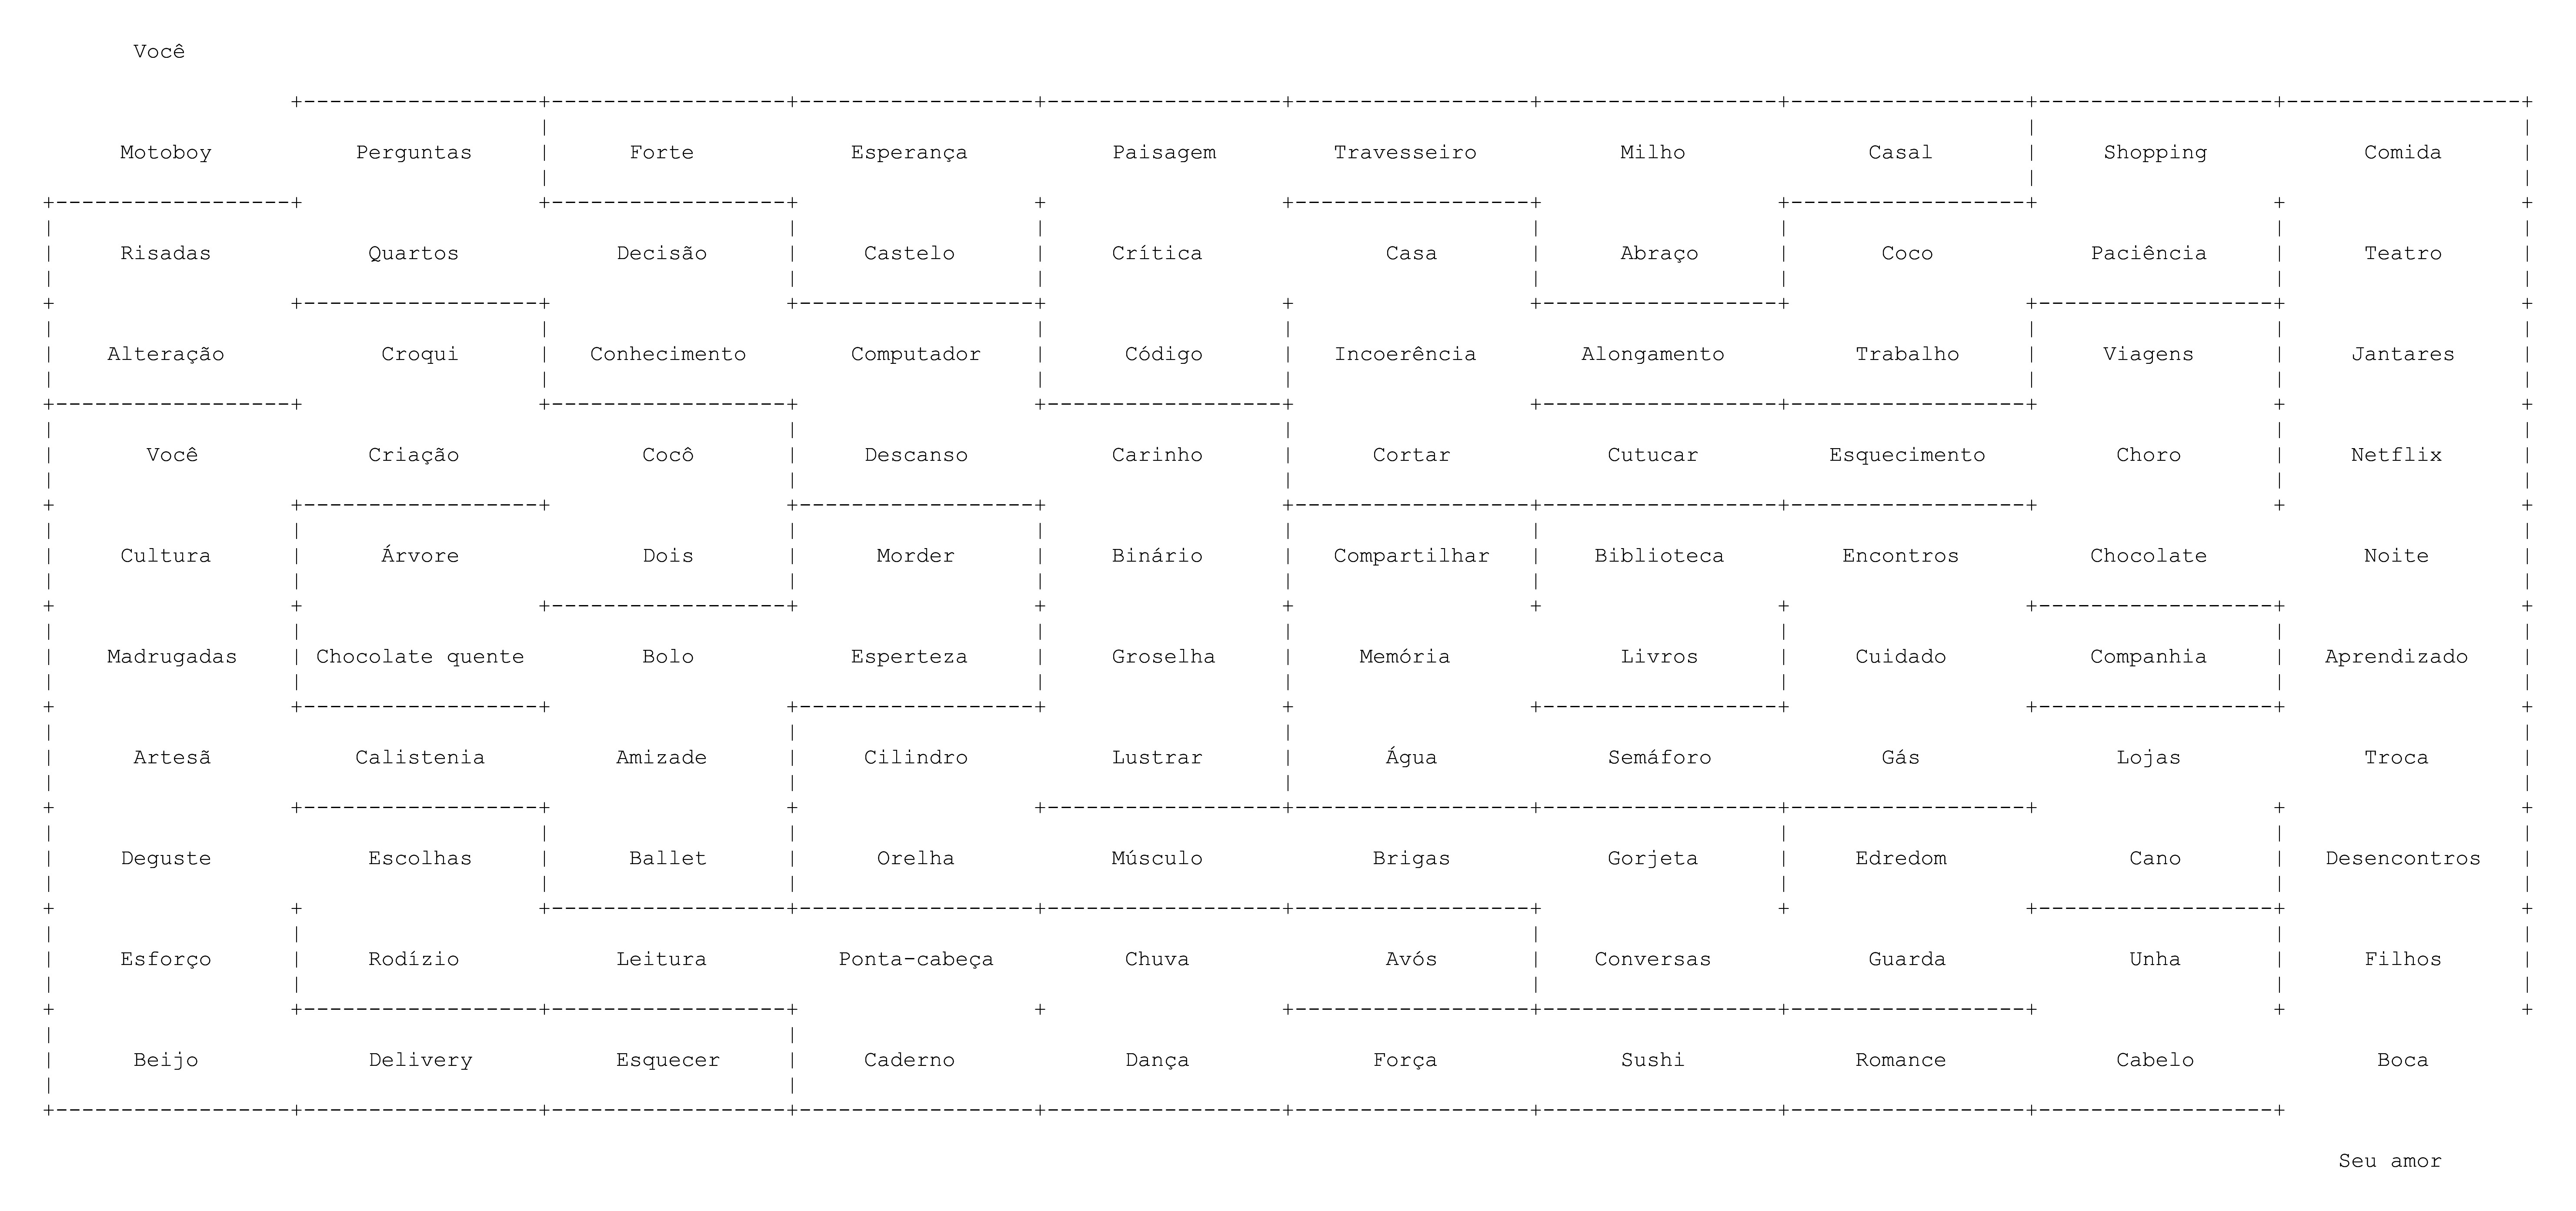 Você
Motoboy Perguntas Forte Esperança Paisagem Travesseiro Milho Casal Shopping Comida
Risadas Quartos Decisão Castelo Crítica Casa Abraço Coco Paciência Teatro
Alteração Croqui Conhecimento Computador Código Incoerência Alongamento Trabalho Viagens Jantares
Você Criação Cocô Descanso Carinho Cortar Cutucar Esquecimento Choro Netflix
Cultura Árvore Dois Morder Binário Compartilhar Biblioteca Encontros Chocolate Noite
Madrugadas Chocolate quente Bolo Esperteza Groselha Memória Livros Cuidado Companhia Aprendizado
Artesã Calistenia Amizade Cilindro Lustrar Água Semáforo Gás Lojas Troca
Deguste Escolhas Ballet Orelha Músculo Brigas Gorjeta Edredom Cano Desencontros
Esforço Rodízio Leitura Ponta-cabeça Chuva Avós Conversas Guarda Unha Filhos
Beijo Delivery Esquecer Caderno Dança Força Sushi Romance Cabelo Boca
Seu amor